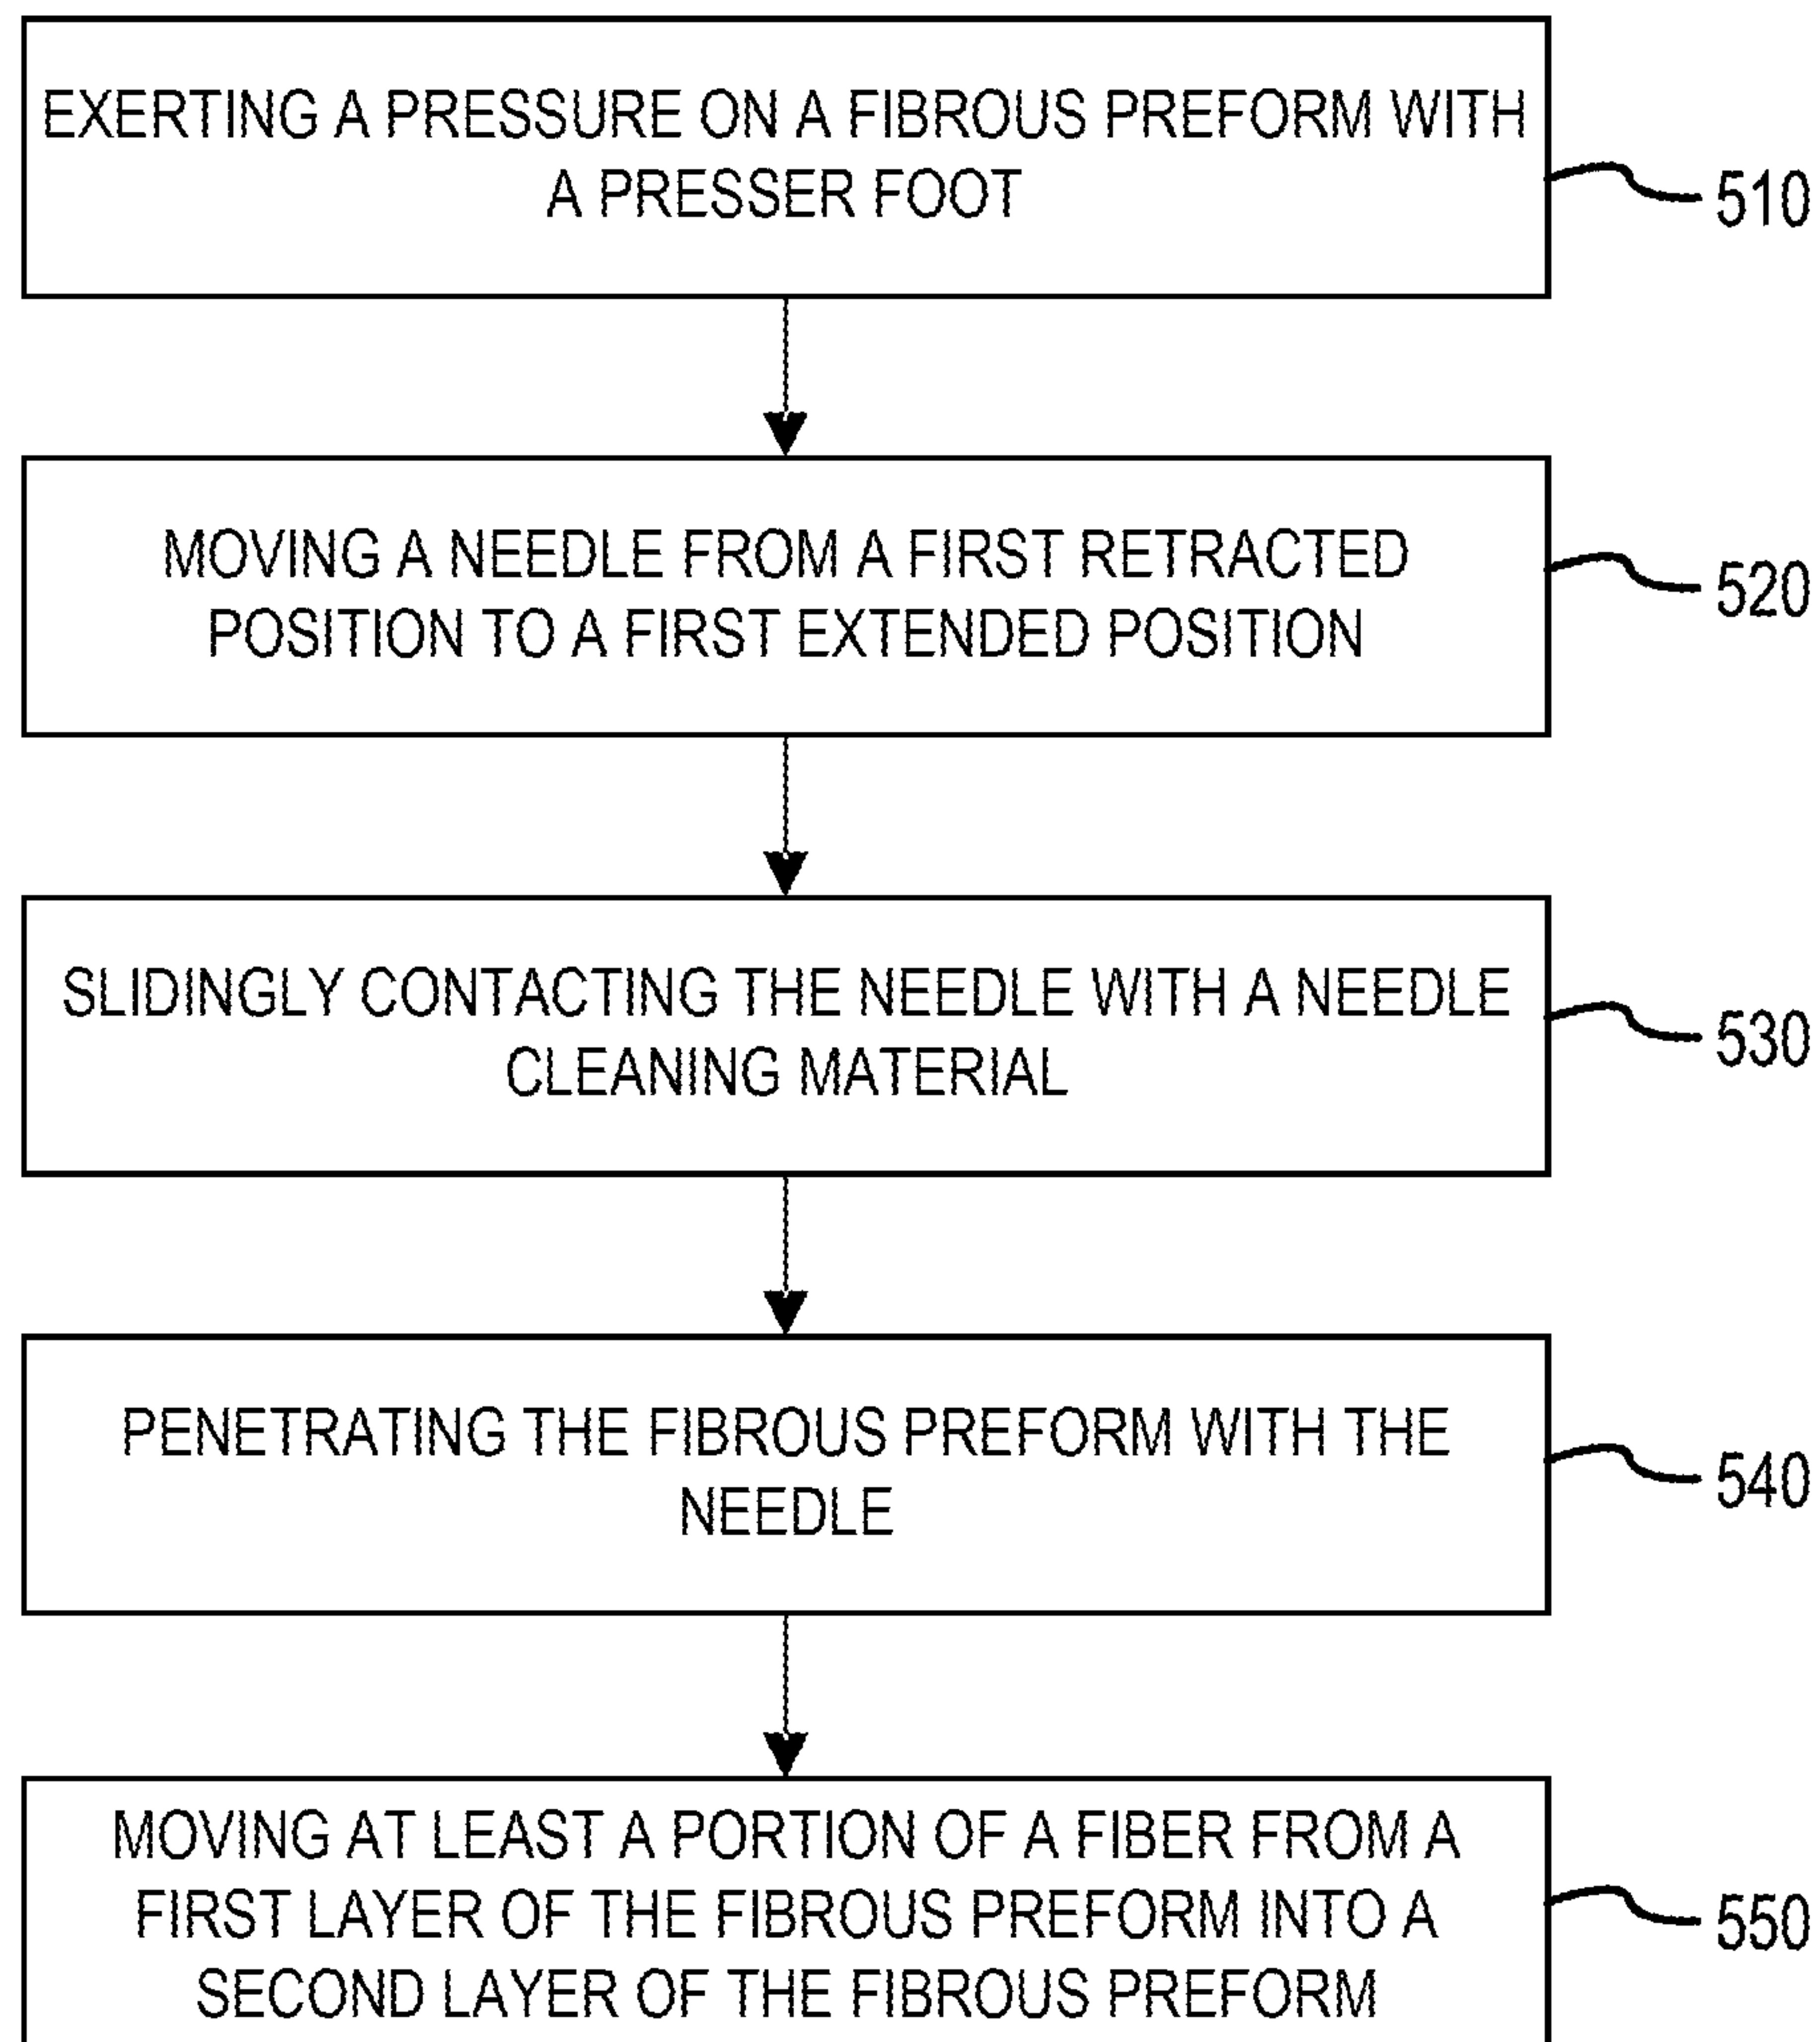 EXERTING A PRESSURE ON A FIBROUS PREFORM WITH
A PRESSER FOOT
510
MOVING A NEEDLE FROM A FIRST RETRACTED
POSITION TO A FIRST EXTENDED POSITION
520
SLIDINGLY CONTACTING THE NEEDLE WITH A NEEDLE
CLEANING MATERIAL
530
PENETRATING THE FIBROUS PREFORM WITH THE
NEEDLE
540
MOVING AT LEAST A PORTION OF A FIBER FROM A
FIRST LAYER OF THE FIBROUS PREFORM INTO A
SECOND LAYER OF THE FIBROUS PREFORM
550